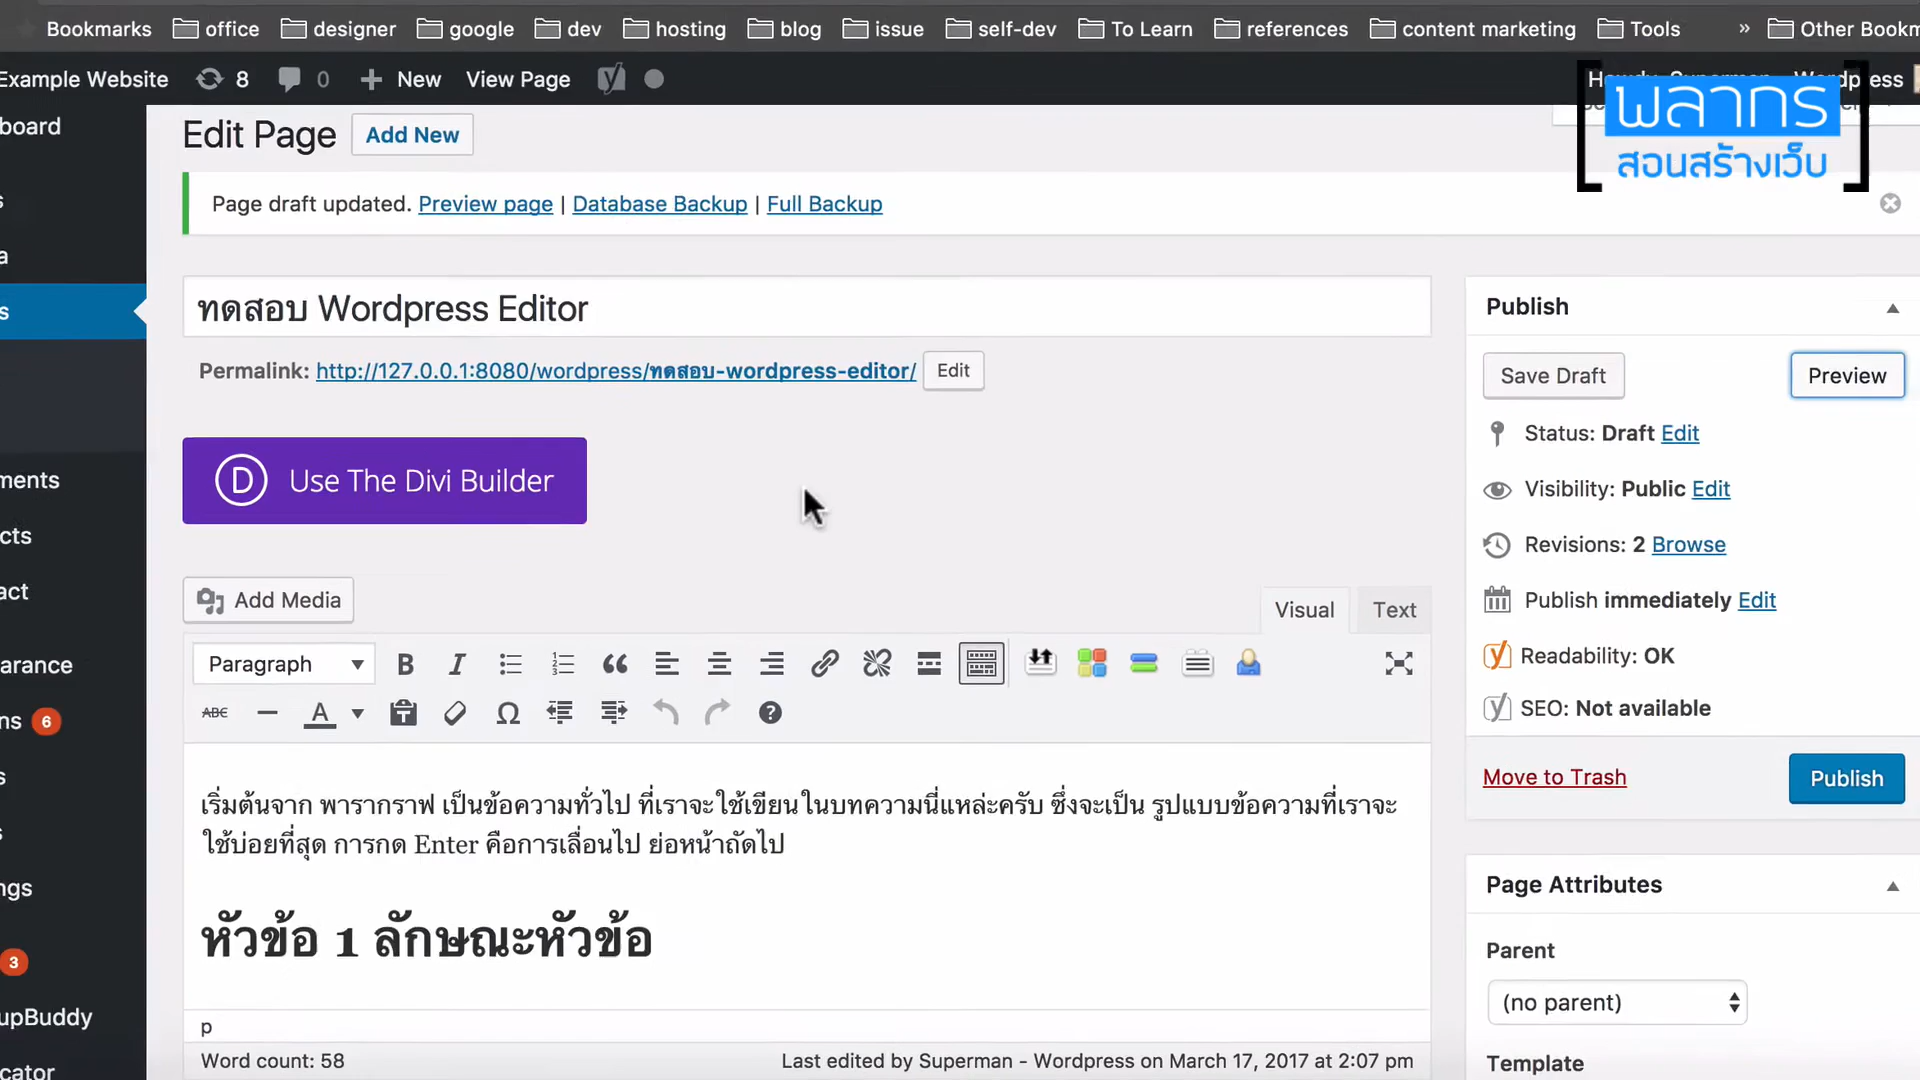 Bookmarks office designer google dev hosting blog issue self-dev To Learn references content marketing Tools » Other Bookm
Example Website 8 0 + New View Page
Wordpress
พลากร
สอนสร้างเว็บ
Edit Page Add New
Page draft updated. Preview page | Database Backup | Full Backup
ทดสอบ Wordpress Editor
Permalink: http://127.0.0.1:8080/wordpress/ทดสอบ-wordpress-editor/ Edit
D Use The Divi Builder
Add Media
Visual Text
Paragraph B I
ABC A Ω
เริ่มต้นจาก พารากราฟ เป็นข้อความทั่วไป ที่เราจะใช้เขียนในบทความนี่แหล่ะครับ ซึ่งจะเป็น รูปแบบข้อความที่เราจะ
ใช้บ่อยที่สุด การกด Enter คือการเลื่อนไป ย่อหน้าถัดไป
หัวข้อ 1 ลักษณะหัวข้อ
p
Word count: 58
Last edited by Superman - Wordpress on March 17, 2017 at 2:07 pm
Publish
Save Draft Preview
Status: Draft Edit
Visibility: Public Edit
Revisions: 2 Browse
Publish immediately Edit
Readability: OK
SEO: Not available
Move to Trash Publish
Page Attributes
Parent
(no parent)
Template
board
s
a
s
ments
cts
act
arance
ns 6
s
s
ngs
3
upBuddy
cator